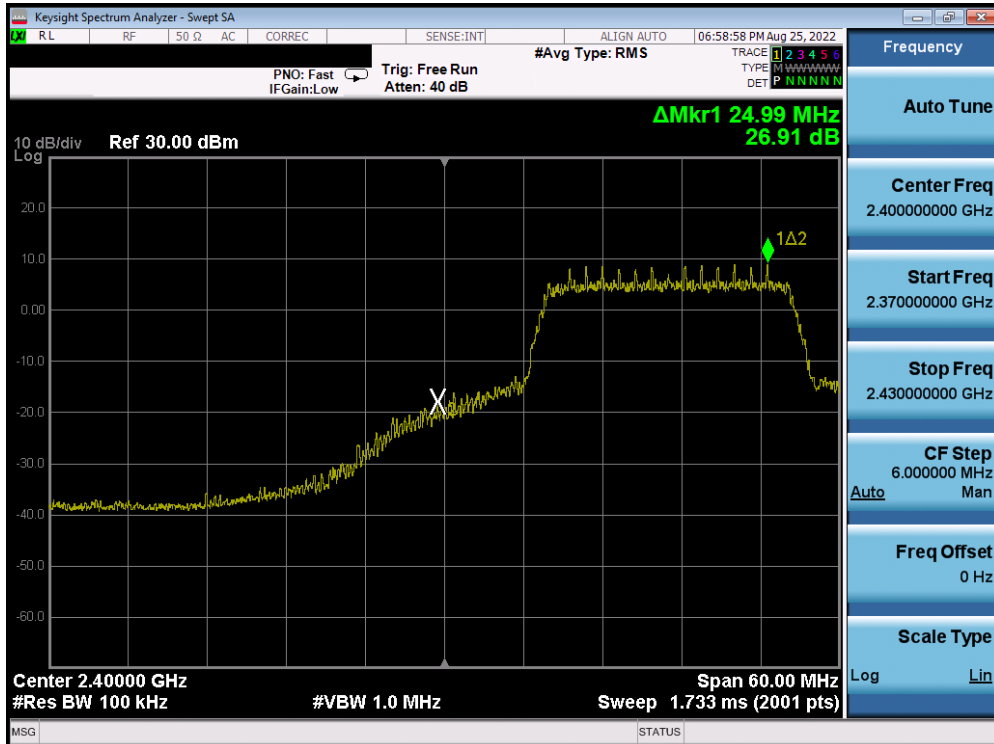 Keysight Spectrum Analyzer - Swept SA
LXI RL RF 50 Ω AC CORREC SENSE:INT ALIGN AUTO 06:58:58 PM Aug 25, 2022
PNO: Fast Trig: Free Run #Avg Type: RMS TRACE 1 2 3 4 5 6
IFGain:Low Atten: 40 dB TYPE M WWWWW
DET P N N N N N
ΔMkr1 24.99 MHz
26.91 dB
10 dB/div Ref 30.00 dBm
Log
20.0
10.0
0.00
-10.0
-20.0
-30.0
-40.0
-50.0
-60.0
1Δ2
X
Center 2.40000 GHz Span 60.00 MHz
#Res BW 100 kHz #VBW 1.0 MHz Sweep 1.733 ms (2001 pts)
MSG STATUS
Frequency
Auto Tune
Center Freq
2.400000000 GHz
Start Freq
2.370000000 GHz
Stop Freq
2.430000000 GHz
CF Step
6.000000 MHz
Auto Man
Freq Offset
0 Hz
Scale Type
Log Lin